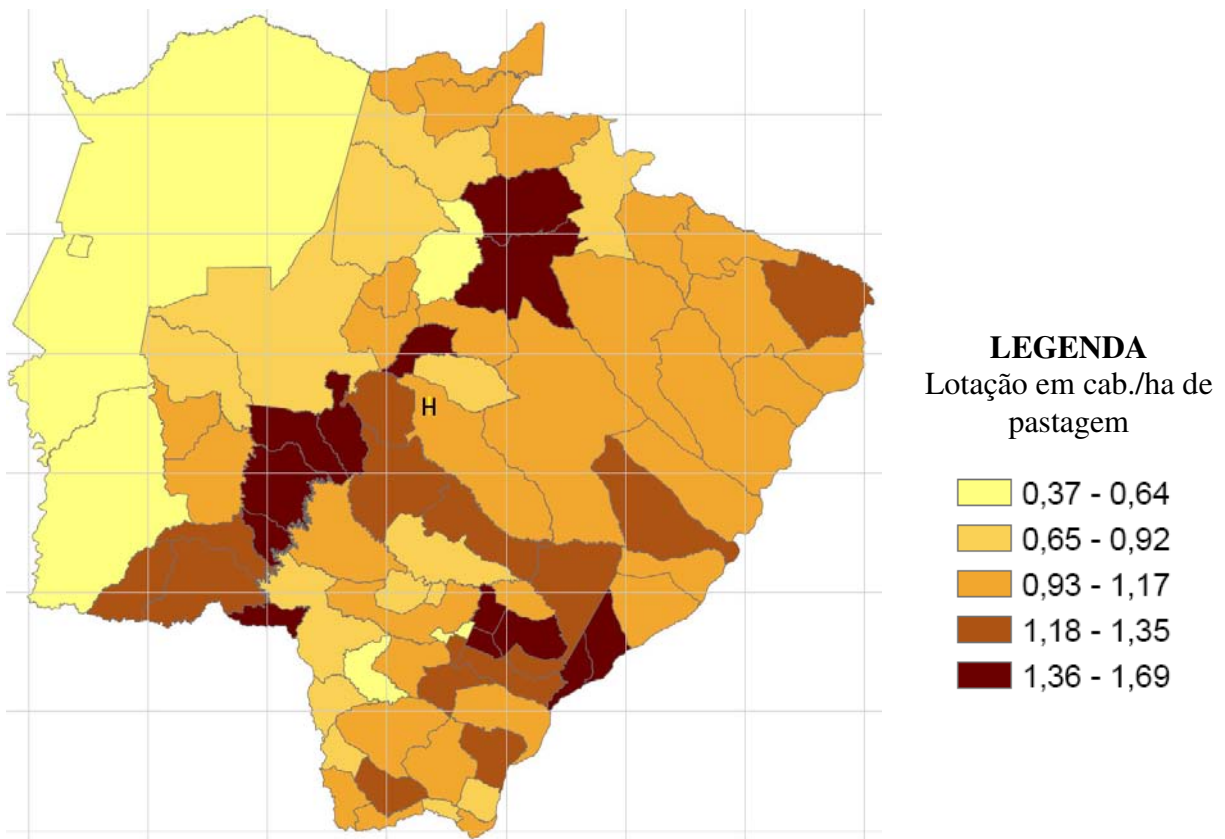 H
LEGENDA
Lotação em cab./ha de
pastagem
0,37 - 0,64
0,65 - 0,92
0,93 - 1,17
1,18 - 1,35
1,36 - 1,69